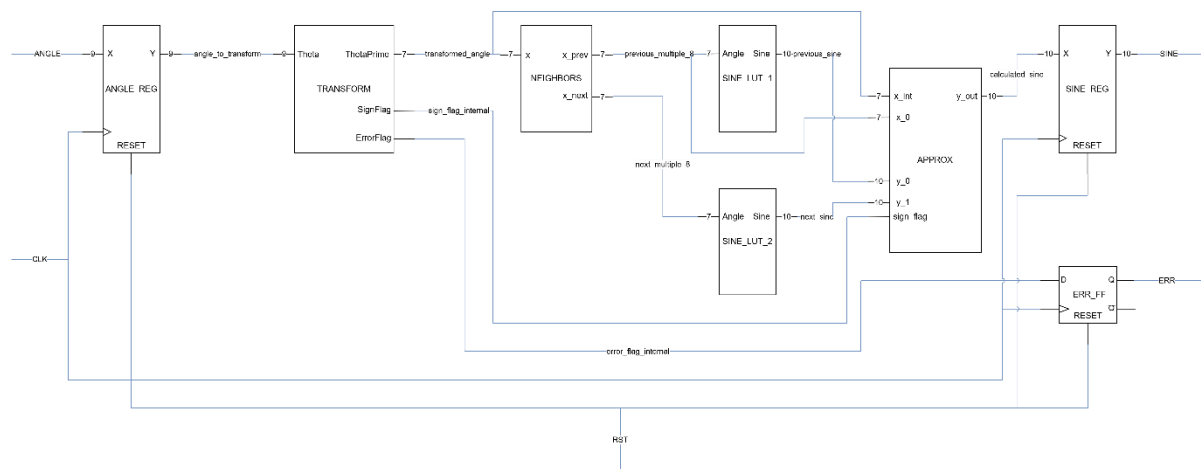 ANGLE
9
X
Y
9
angle_to_transform
9
ANGLE_REG
RESET
Theta
ThetaPrime
7
transformed_angle
7
TRANSFORM
SignFlag
sign_flag_internal
ErrorFlag
x
x_prev
7
previous_multiple_8
7
NEIGHBORS
x_next
7
next_multiple_8
Angle
Sine
10
previous_sine
SINE_LUT_1
7
Angle
Sine
10
next_sine
SINE_LUT_2
7
x_int
y_out
10
calculated_sine
7
x_0
APPROX
10
y_0
10
y_1
sign_flag
10
X
Y
10
SINE
SINE_REG
RESET
CLK
D
Q
ERR
ERR_FF
RESET
Q
error_flag_internal
RST